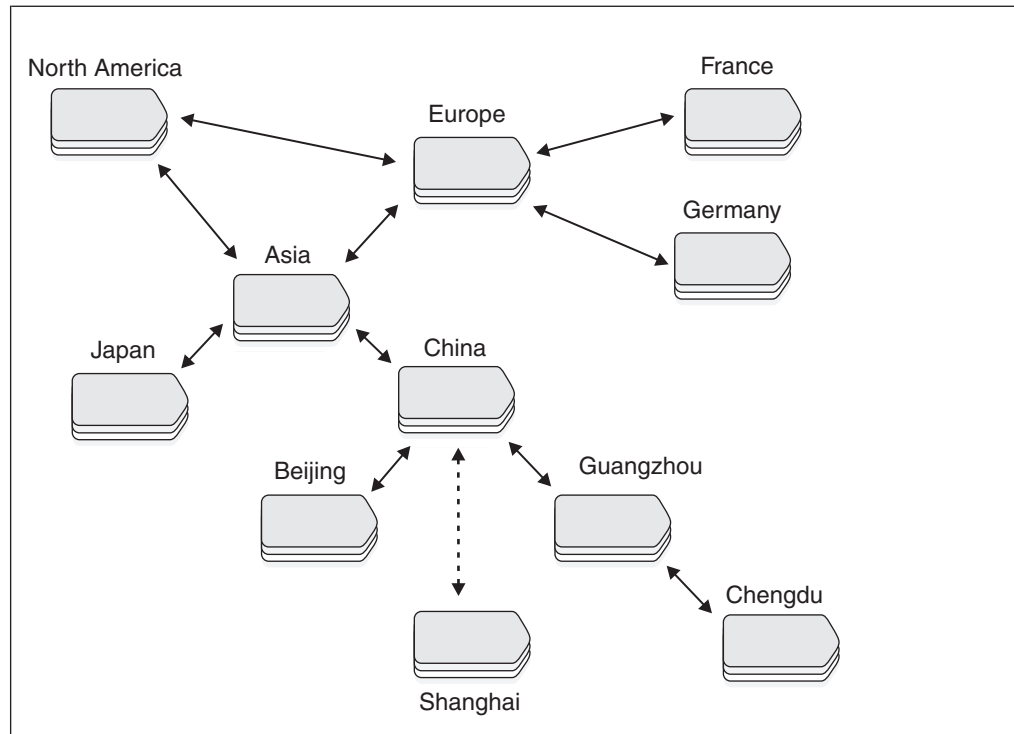 North America
France
Europe
Germany
Asia
Japan
China
Beijing
Guangzhou
Chengdu
Shanghai